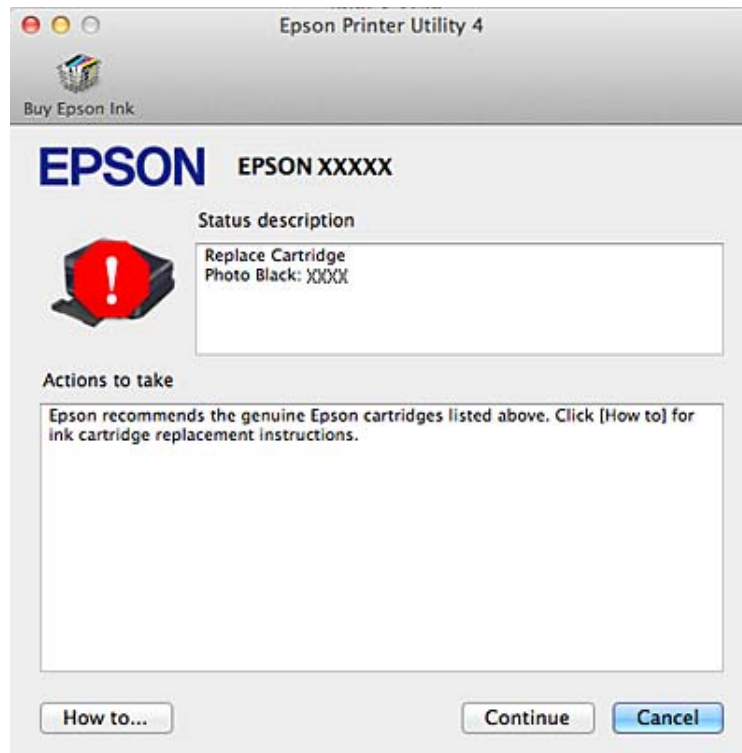 Epson Printer Utility 4
Buy Epson Ink
EPSON EPSON XXXXX
Status description
Replace Cartridge
Photo Black: XXXX
Actions to take
Epson recommends the genuine Epson cartridges listed above. Click [How to] for
ink cartridge replacement instructions.
How to... Continue Cancel